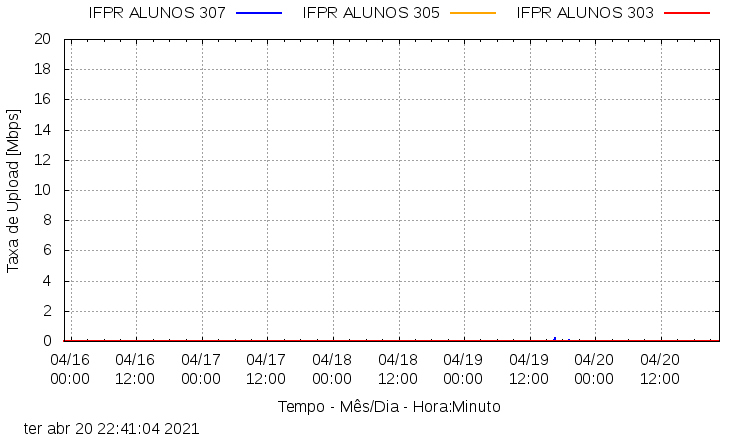 IFPR ALUNOS 307 IFPR ALUNOS 305 IFPR ALUNOS 303
20
18
16
14
12
10
8
6
4
2
0
Taxa de Upload [Mbps]
04/16 04/16 04/17 04/17 04/18 04/18 04/19 04/19 04/20 04/20
00:00 12:00 00:00 12:00 00:00 12:00 00:00 12:00 00:00 12:00
Tempo - Mês/Dia - Hora:Minuto
ter abr 20 22:41:04 2021